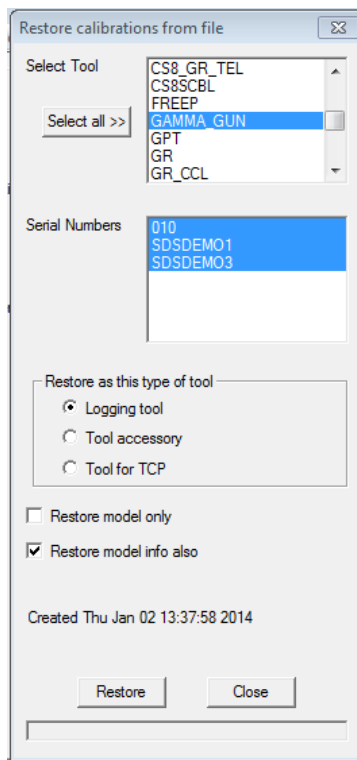 Restore calibrations from file
Select Tool
CS8_GR_TEL
CS8SCBL
FREEP
Select all >>
GAMMA_GUN
GPT
GR
GR_CCL
Serial Numbers
010
SDSDEMO1
SDSDEMO3
Restore as this type of tool
Logging tool
Tool accessory
Tool for TCP
Restore model only
Restore model info also
Created Thu Jan 02 13:37:58 2014
Restore Close